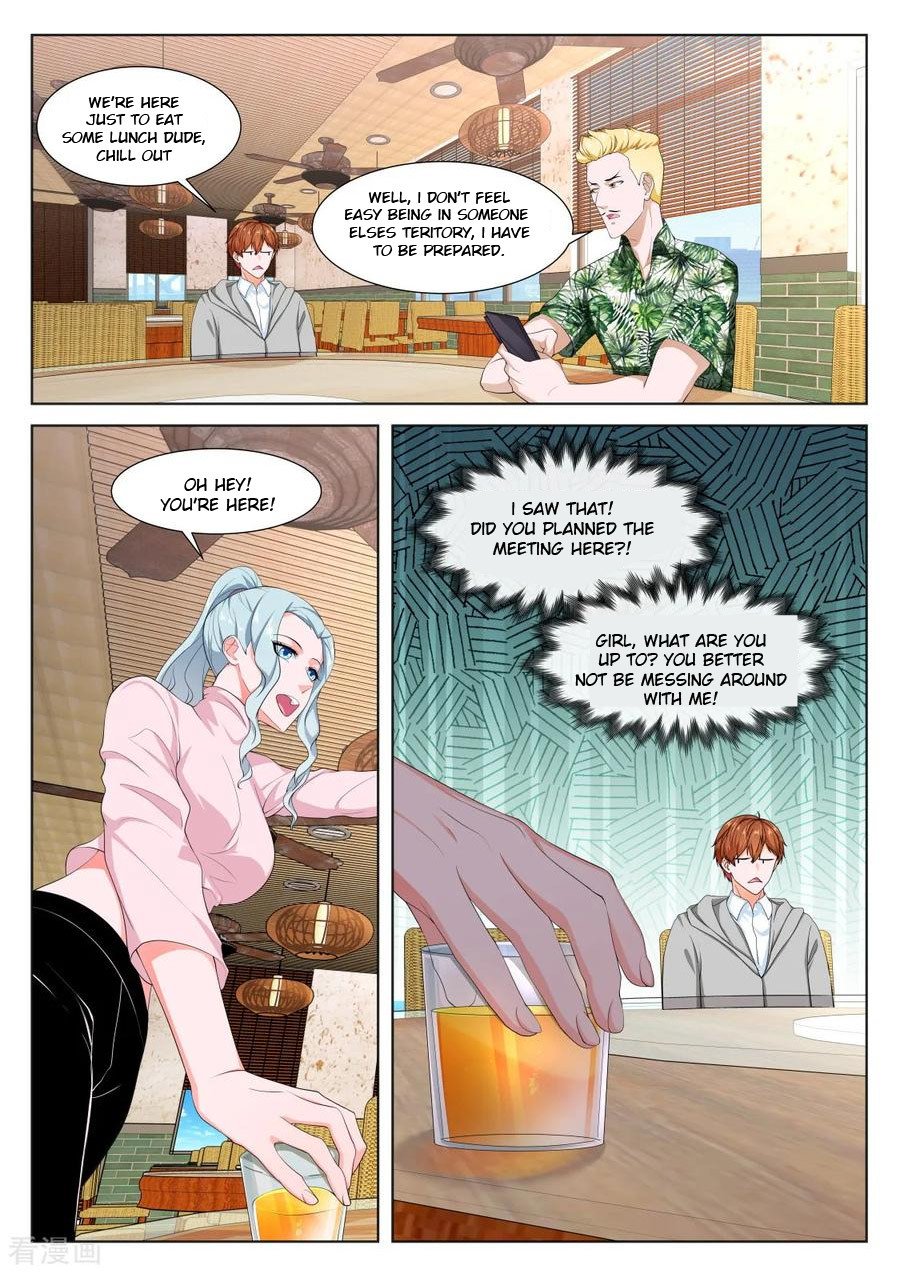 WE'RE HERE
JUST TO EAT
SOME LUNCH DUDE,
CHILL OUT
WELL, I DON'T FEEL
EASY BEING IN SOMEONE
ELSES TERITORY, I HAVE
TO BE PREPARED.
OH HEY!
YOU'RE HERE!
I SAW THAT!
DID YOU PLANNED THE
MEETING HERE?!
GIRL, WHAT ARE YOU
UP TO? YOU BETTER
NOT BE MESSING AROUND
WITH ME!
看漫画